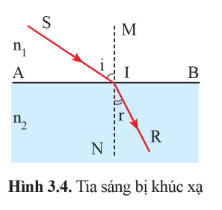 S
M
n1
i
A
I
B
n2
r
N
R
Hình 3.4. Tia sáng bị khúc xạ